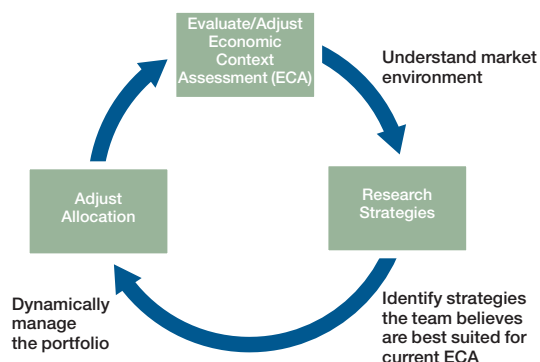 Evaluate/Adjust
Economic
Context
Assessment (ECA)
Understand market
environment
Research
Strategies
Identify strategies
the team believes
are best suited for
current ECA
Dynamically
manage
the portfolio
Adjust
Allocation